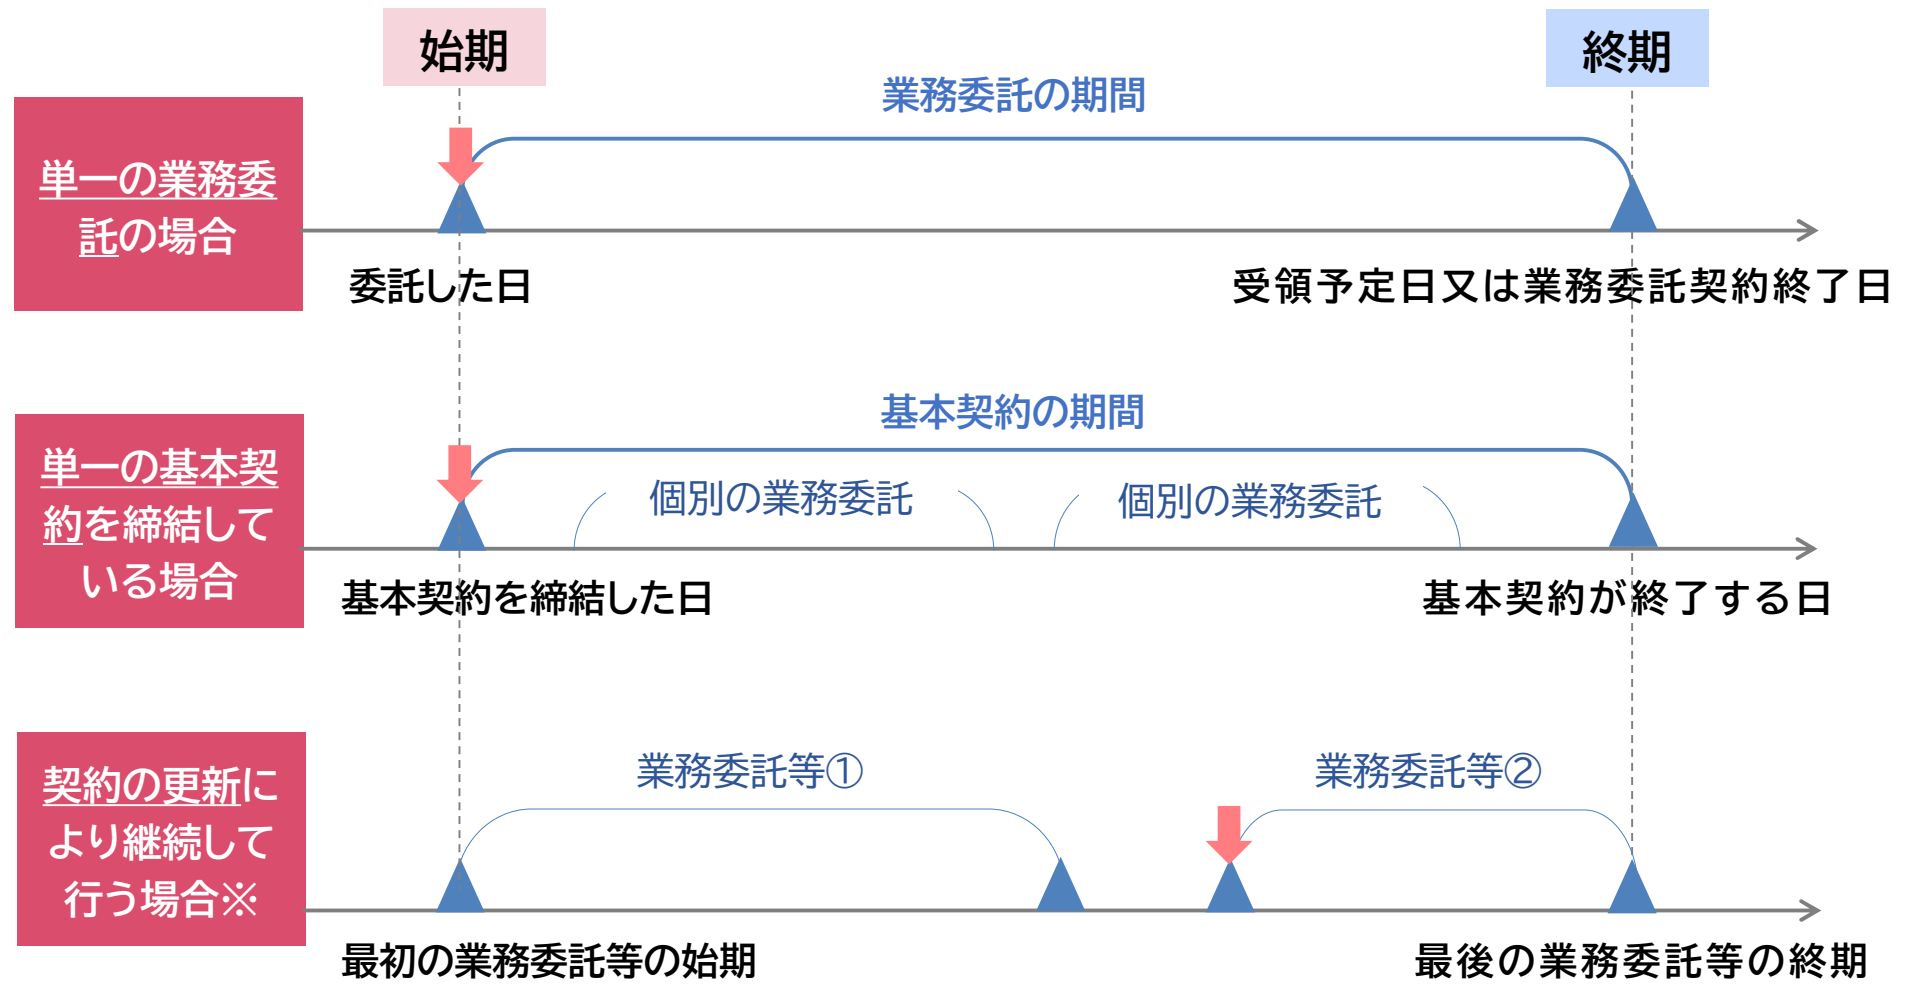 始期
終期
業務委託の期間
単一の業務委
託の場合
委託した日
受領予定日又は業務委託契約終了日
基本契約の期間
単一の基本契
約を締結して
いる場合
個別の業務委託
個別の業務委託
基本契約を締結した日
基本契約が終了する日
契約の更新に
より継続して
行う場合※
業務委託等①
業務委託等②
最初の業務委託等の始期
最後の業務委託等の終期